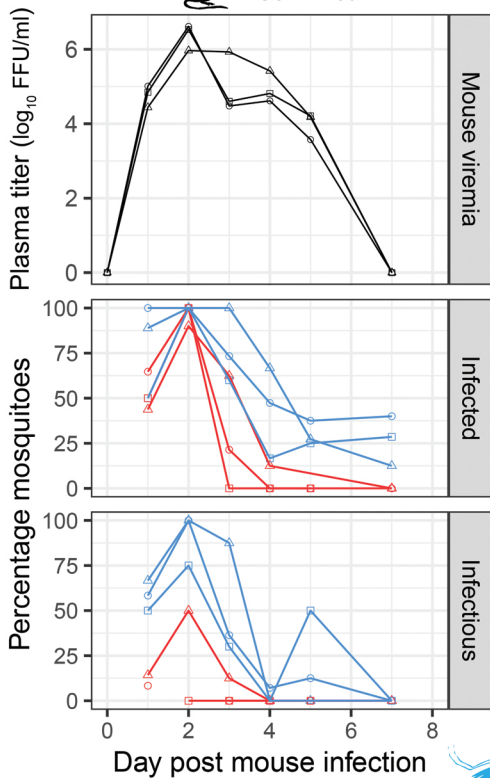 Plasma titer (log10 FFU/ml)
6
4
2
0
Mouse viremia
Percentage mosquitoes
100
75
50
25
0
Infected
100
75
50
25
0
Infectious
0 2 4 6 8
Day post mouse infection